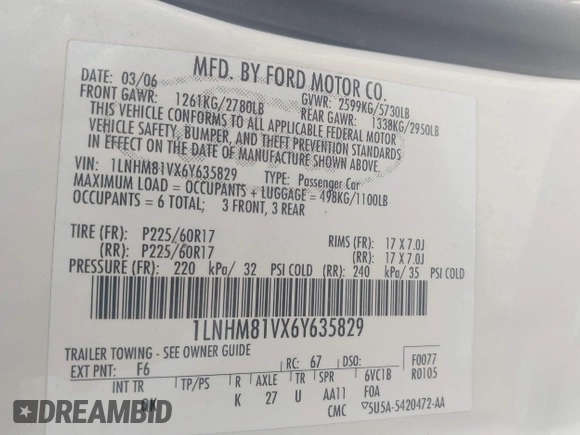 MFD. BY FORD MOTOR CO.
DATE: 03/06 GVWR: 2599KG/5730LB
FRONT GAWR: 1261KG/2780LB REAR GAWR: 1338KG/2950LB
THIS VEHICLE CONFORMS TO ALL APPLICABLE FEDERAL MOTOR
VEHICLE SAFETY, BUMPER, AND THEFT PREVENTION STANDARDS
IN EFFECT ON THE DATE OF MANUFACTURE SHOWN ABOVE.
VIN: 1LNHM81VX6Y635829 TYPE: Passenger Car
MAXIMUM LOAD = OCCUPANTS + LUGGAGE = 498KG/1100LB
OCCUPANTS = 6 TOTAL; 3 FRONT, 3 REAR
TIRE (FR): P225/60R17 RIMS (FR): 17 X 7.0J
(RR): P225/60R17 (RR): 17 X 7.0J
PRESSURE (FR): 220 kPa/ 32 PSI COLD (RR): 240 kPa/ 35 PSI COLD
1LNHM81VX6Y635829
TRAILER TOWING - SEE OWNER GUIDE
EXT PNT: F6 RC: 67 DSO: 6VC1B F0077
R0105
INT TR TP/PS R AXLE TR SPR FOA
K 27 U AA11
CMC ▽5U5A-5420472-AA
DREAMBID